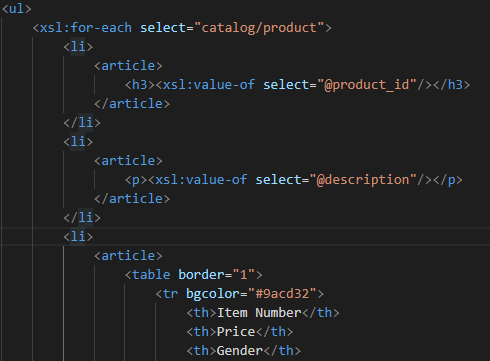 <ul>
<xsl:for-each select="catalog/product">
<li>
<article>
<h3><xsl:value-of select="@product_id"/></h3>
</article>
</li>
<li>
<article>
<p><xsl:value-of select="@description"/></p>
</article>
</li>
<li>
<article>
<table border="1">
<tr bgcolor="#9acd32">
<th>Item Number</th>
<th>Price</th>
<th>Gender</th>